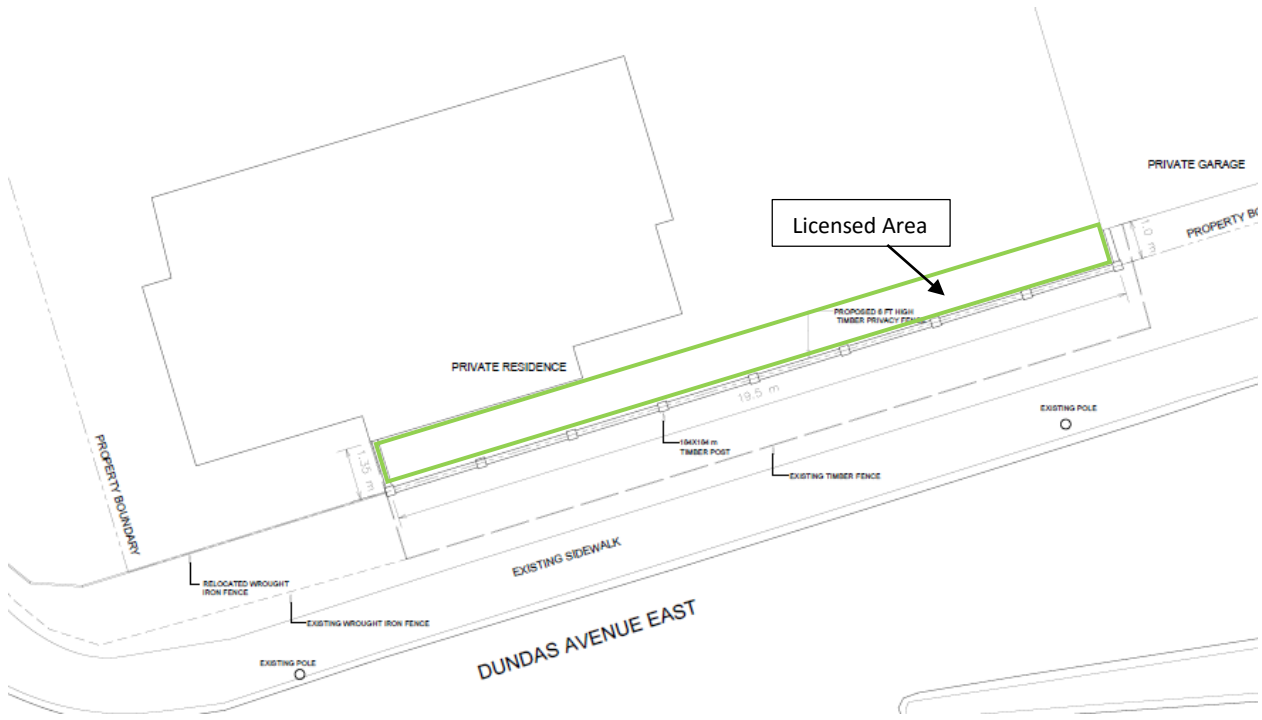 PRIVATE GARAGE
Licensed Area
1.0 m
PROPERTY BO
PROPOSED 6 FT HIGH
TIMBER PRIVACY FENC
PRIVATE RESIDENCE
19.5 m
EXISTING POLE
184X184 m
TIMBER POST
PROPERTY BOUNDARY
1.35 m
EXISTING TIMBER FENCE
EXISTING SIDEWALK
RELOCATED WROUGHT
IRON FENCE
EXISTING WROUGHT IRON FENCE
DUNDAS AVENUE EAST
EXISTING POLE